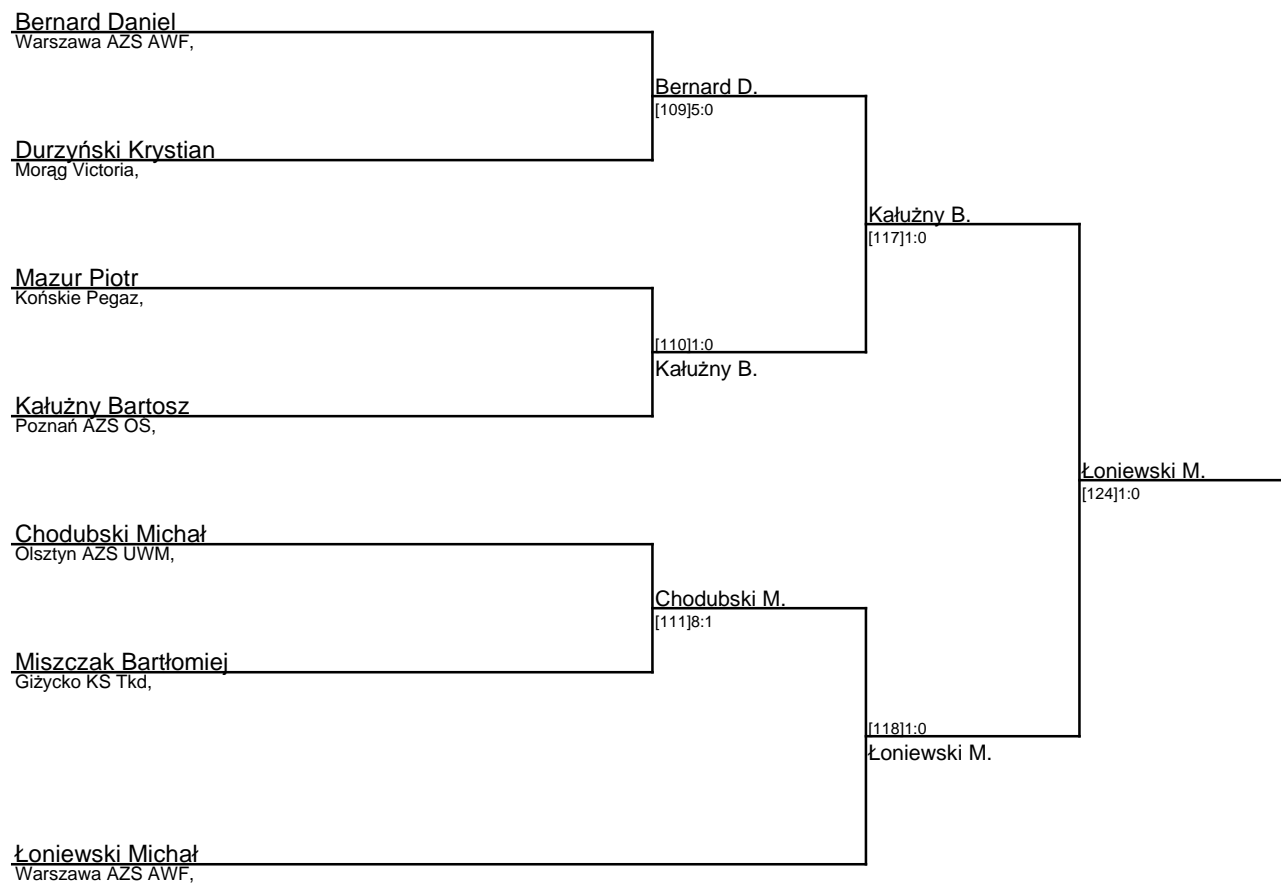 Bernard Daniel
Warszawa AZS AWF,
Bernard D.
[109]5:0
Durzyński Krystian
Morąg Victoria,
Kałużny B.
[117]1:0
Mazur Piotr
Końskie Pegaz,
[110]1:0
Kałużny B.
Kałużny Bartosz
Poznań AZS OŚ,
Łoniewski M.
[124]1:0
Chodubski Michał
Olsztyn AZS UWM,
Chodubski M.
[111]8:1
Miszczak Bartłomiej
Giżycko KS Tkd,
[118]1:0
Łoniewski M.
Łoniewski Michał
Warszawa AZS AWF,